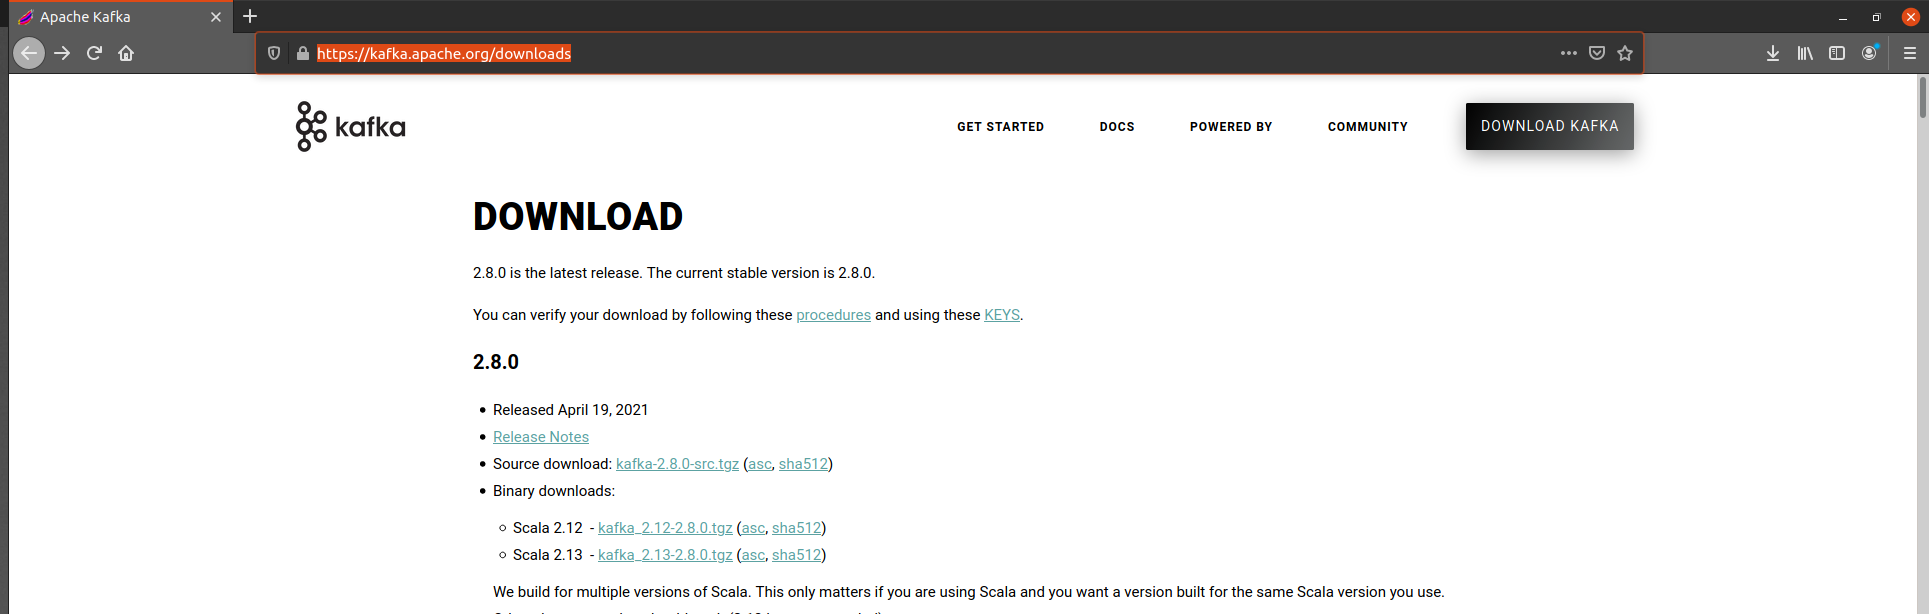 Apache Kafka
https://kafka.apache.org/downloads
kafka
GET STARTED
DOCS
POWERED BY
COMMUNITY
DOWNLOAD KAFKA
DOWNLOAD
2.8.0 is the latest release. The current stable version is 2.8.0.
You can verify your download by following these procedures and using these KEYS.
2.8.0
Released April 19, 2021
Release Notes
Source download: kafka-2.8.0-src.tgz (asc, sha512)
Binary downloads:
Scala 2.12 - kafka_2.12-2.8.0.tgz (asc, sha512)
Scala 2.13 - kafka_2.13-2.8.0.tgz (asc, sha512)
We build for multiple versions of Scala. This only matters if you are using Scala and you want a version built for the same Scala version you use.